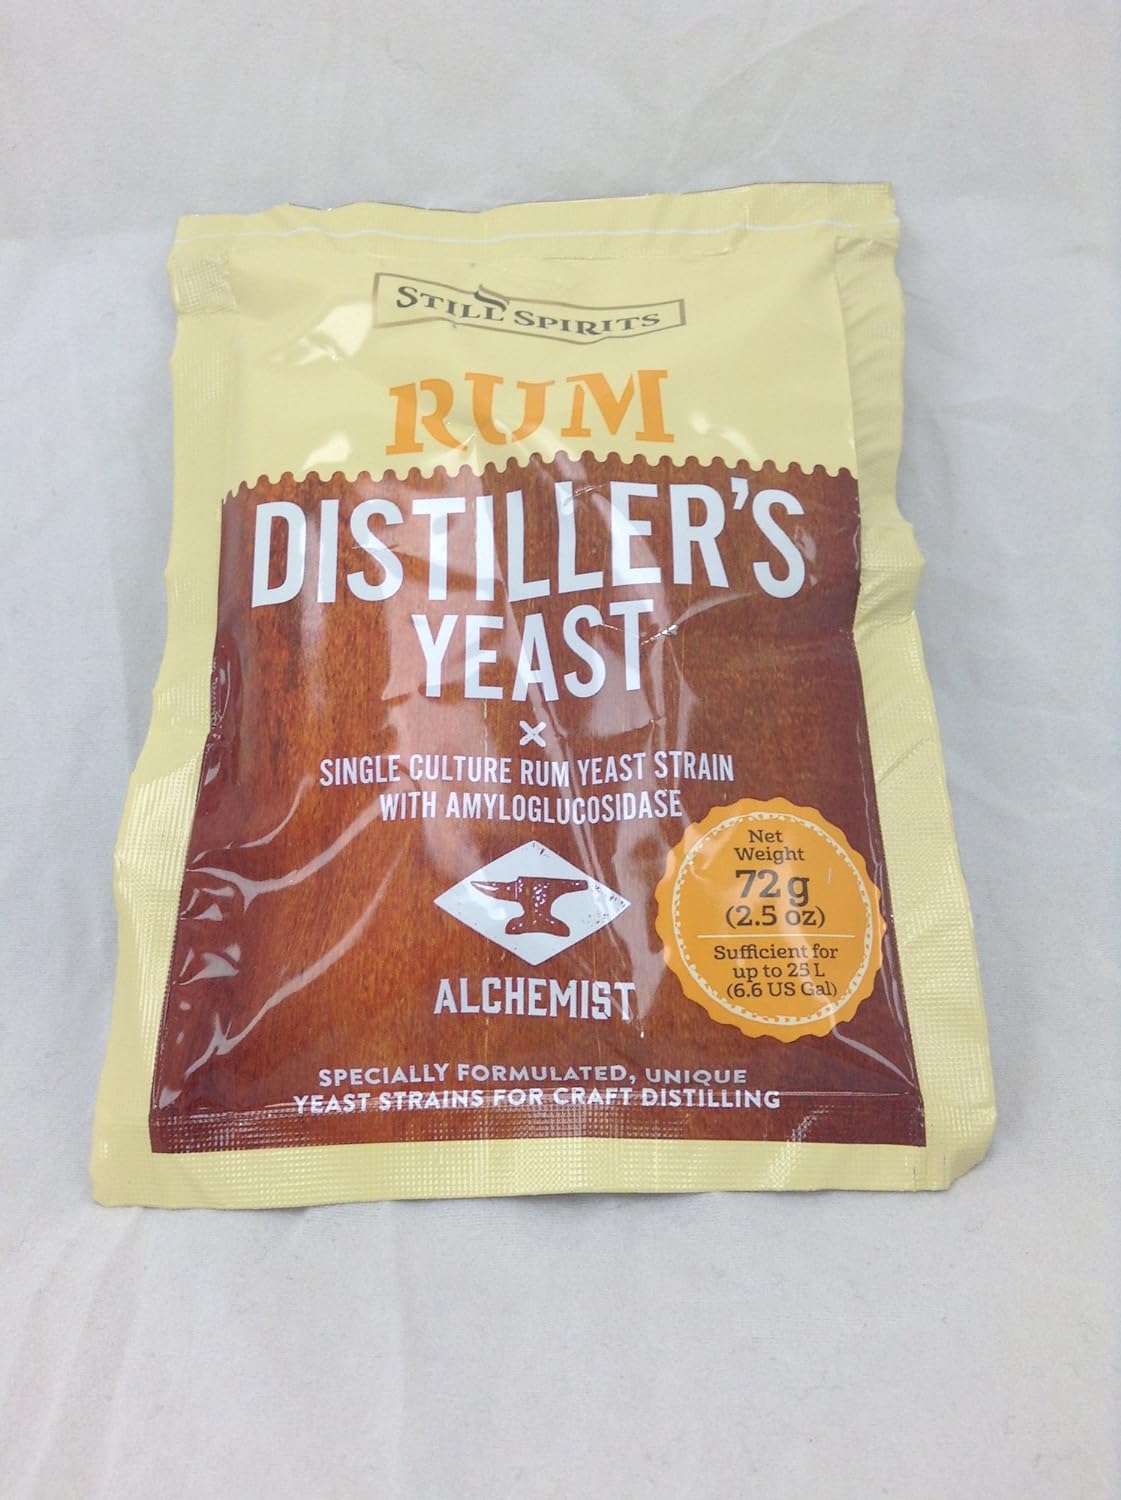 STILL SPIRITS
RUM
DISTILLER'S
YEAST
SINGLE CULTURE RUM YEAST STRAIN
WITH AMYLOGLUCOSIDASE
Net
Weight
72 g
(2.5 oz)
Sufficient for
up to 25 L
(6.6 US Gal)
ALCHEMIST
SPECIALLY FORMULATED, UNIQUE
YEAST STRAINS FOR CRAFT DISTILLING